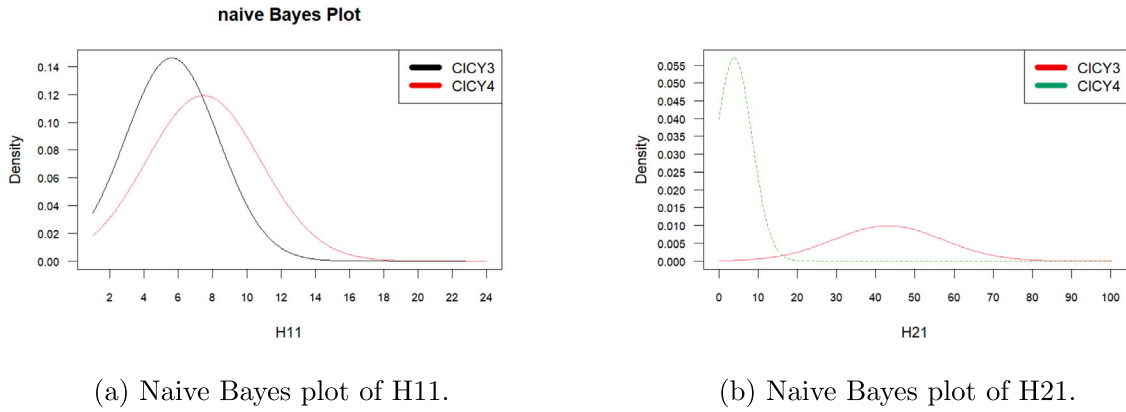 naive Bayes Plot
CICY3
CICY4
0.14
0.12
0.10
0.08
0.06
0.04
0.02
0.00
Density
2 4 6 8 10 12 14 16 18 20 22 24
H11
(a) Naive Bayes plot of H11.
CICY3
CICY4
0.055
0.050
0.045
0.040
0.035
0.030
0.025
0.020
0.015
0.010
0.005
0.000
Density
0 10 20 30 40 50 60 70 80 90 100
H21
(b) Naive Bayes plot of H21.